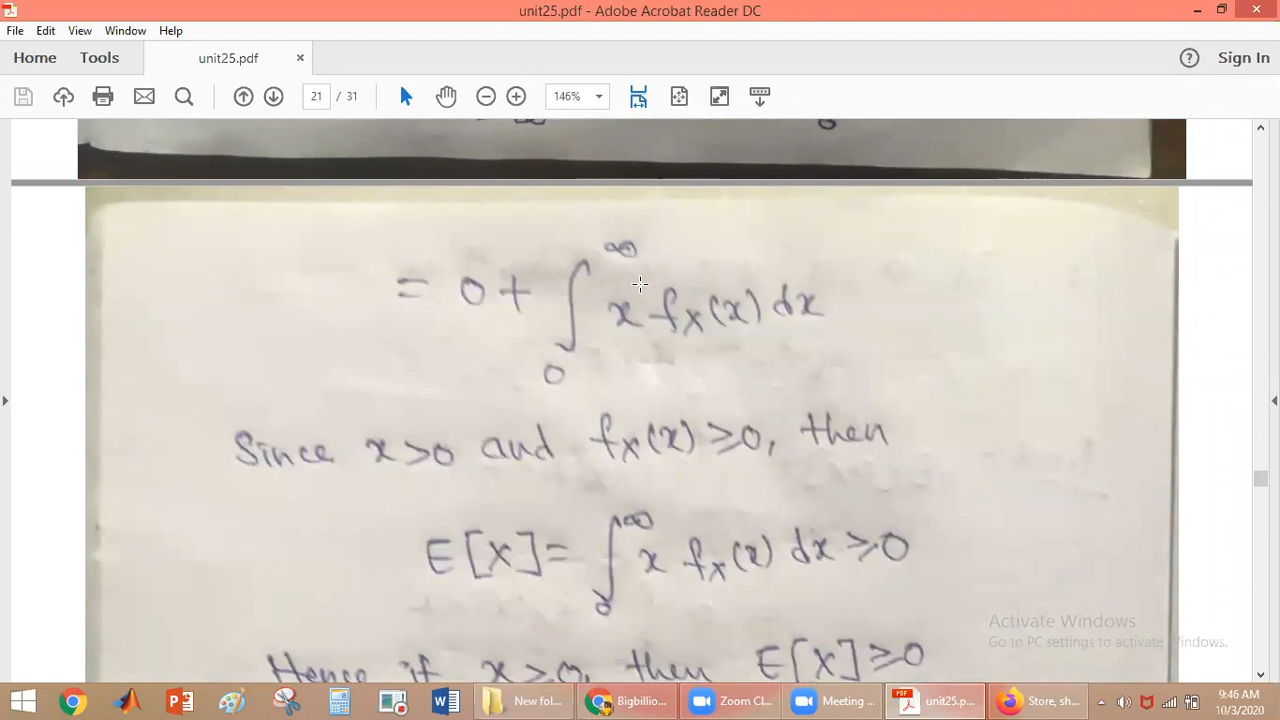 unit25.pdf - Adobe Acrobat Reader DC
File Edit View Window Help
Home Tools unit25.pdf × Sign In
21 / 31 146%
= 0 + ∫₀^∞ x fₓ(x) dx
Since x>0 and fₓ(x) ≥0, then
E[X] = ∫₀^∞ x fₓ(x) dx ≥0
Hence if x>0, then E[X] ≥0
Activate Windows
Go to PC settings to activate Windows.
New fol... Bigbillio... Zoom Cl... Meeting ... unit25.p... Store, sh...
9:46 AM
10/3/2020